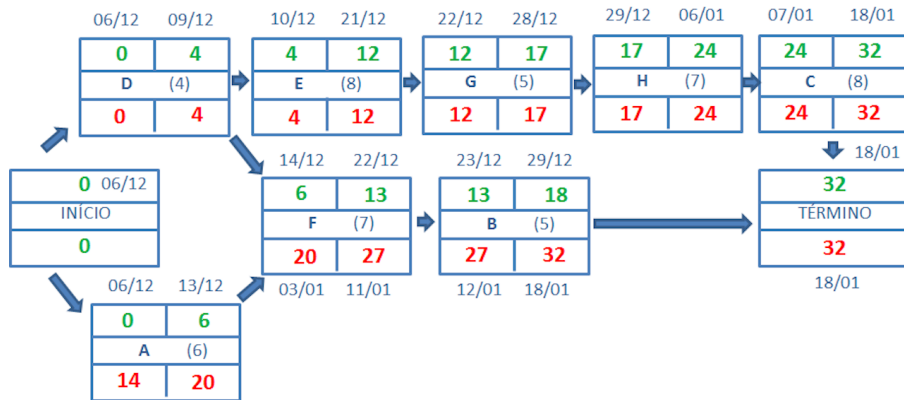 06/12 09/12 10/12 21/12 22/12 28/12 29/12 06/01 07/01 18/01
0 4 4 12 12 17 17 24 24 32
D (4) E (8) G (5) H (7) C (8)
0 4 4 12 12 17 17 24 24 32
14/12 22/12 23/12 29/12 18/01
0 06/12 6 13 13 18 32
INÍCIO F (7) B (5) TÉRMINO
0 20 27 27 32 32
06/12 13/12 03/01 11/01 12/01 18/01 18/01
0 6
A (6)
14 20